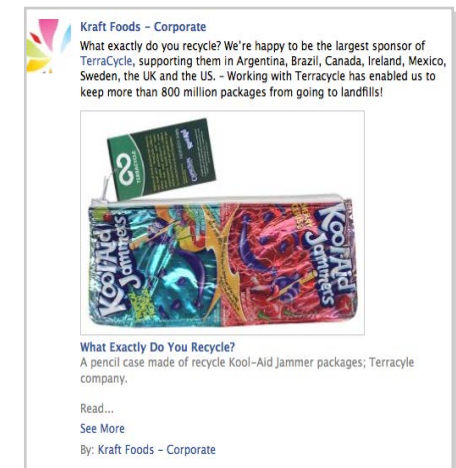 Kraft Foods – Corporate
What exactly do you recycle? We're happy to be the largest sponsor of
TerraCycle, supporting them in Argentina, Brazil, Canada, Ireland, Mexico,
Sweden, the UK and the US. – Working with Terracycle has enabled us to
keep more than 800 million packages from going to landfills!
TERRACYCLE
Kool-Aid
Jammers
Kool-Aid
Jammers
What Exactly Do You Recycle?
A pencil case made of recycle Kool-Aid Jammer packages; Terracyle
company.
Read...
See More
By: Kraft Foods – Corporate